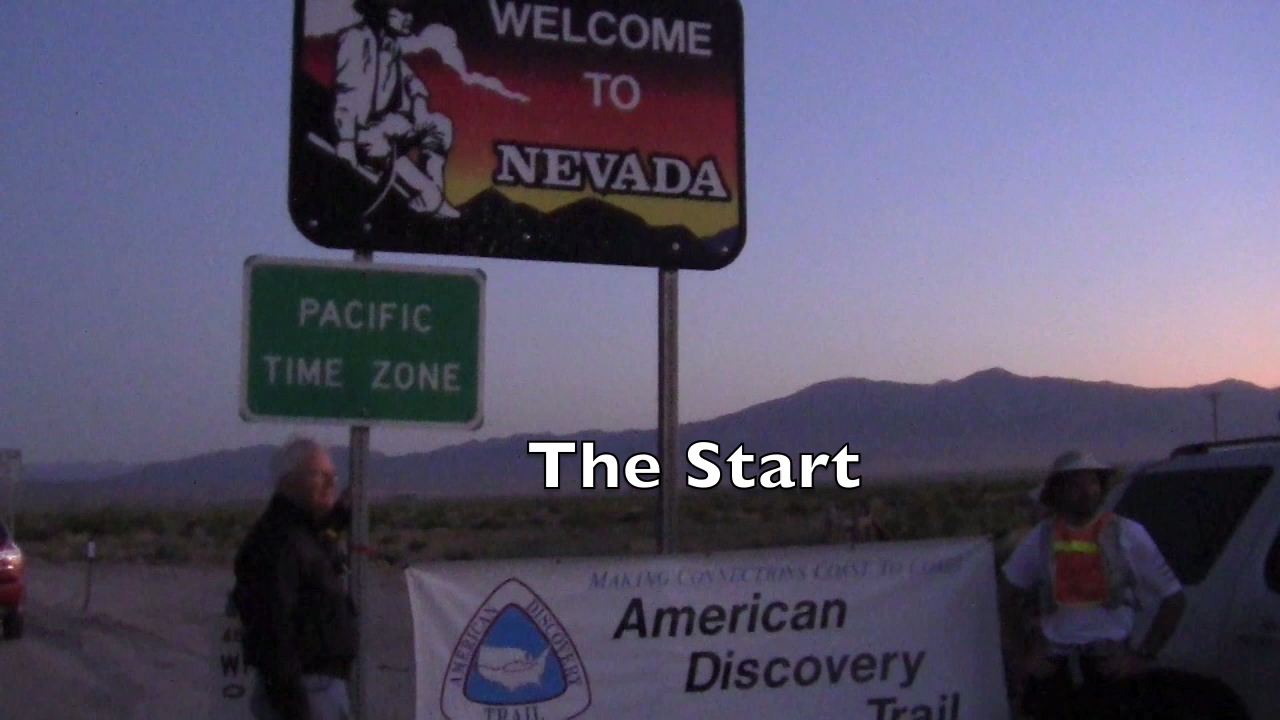 WELCOME
TO
NEVADA
PACIFIC
TIME ZONE
The Start
MAKING CONNECTIONS COAST TO COAST
American
Discovery
Trail
AMERICAN DISCOVERY
TRAIL